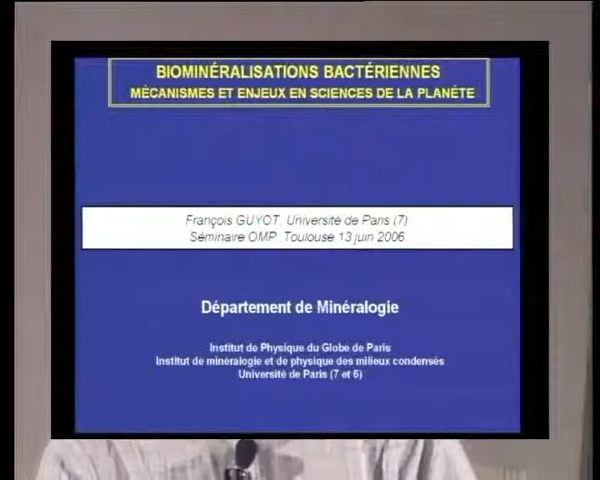 BIOMINÉRALISATIONS BACTÉRIENNES
MÉCANISMES ET ENJEUX EN SCIENCES DE LA PLANÈTE
François GUYOT, Université de Paris (7)
Séminaire OMP, Toulouse 13 juin 2006
Département de Minéralogie
Institut de Physique du Globe de Paris
Institut de minéralogie et de physique des milieux condensés
Université de Paris (7 et 6)